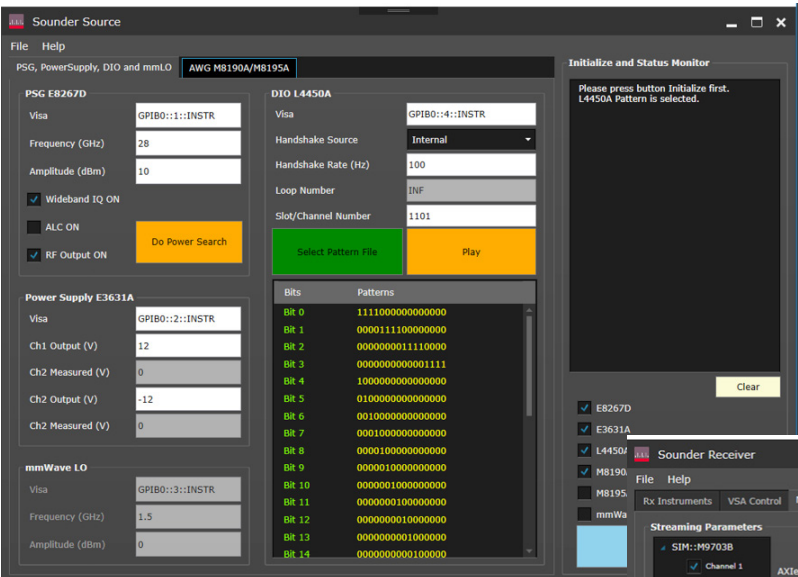 Sounder Source
File Help
PSG, PowerSupply, DIO and mmLO AWG M8190A/M8195A
PSG E8267D
Visa GPIB0::1::INSTR
Frequency (GHz) 28
Amplitude (dBm) 10
Wideband IQ ON
ALC ON
RF Output ON
Do Power Search
Power Supply E3631A
Visa GPIB0::2::INSTR
Ch1 Output (V) 12
Ch2 Measured (V) 0
Ch2 Output (V) -12
Ch2 Measured (V) 0
mmWave LO
Visa GPIB0::3::INSTR
Frequency (GHz) 1.5
Amplitude (dBm) 0
DIO L4450A
Visa GPIB0::4::INSTR
Handshake Source Internal
Handshake Rate (Hz) 100
Loop Number INF
Slot/Channel Number 1101
Select Pattern File Play
Bits Patterns
Bit 0 1111000000000000
Bit 1 0000111100000000
Bit 2 0000000011110000
Bit 3 0000000000001111
Bit 4 1000000000000000
Bit 5 0100000000000000
Bit 6 0010000000000000
Bit 7 0001000000000000
Bit 8 0000100000000000
Bit 9 0000010000000000
Bit 10 0000001000000000
Bit 11 0000000100000000
Bit 12 0000000010000000
Bit 13 0000000001000000
Bit 14 0000000000100000
Initialize and Status Monitor
Please press button Initialize first.
L4450A Pattern is selected.
Clear
E8267D
E3631A
L4450A
M8190
M8195
mmWa
Sounder Receiver
File Help
Rx Instruments VSA Control
Streaming Parameters
SIM::M9703B
Channel 1
AXIe